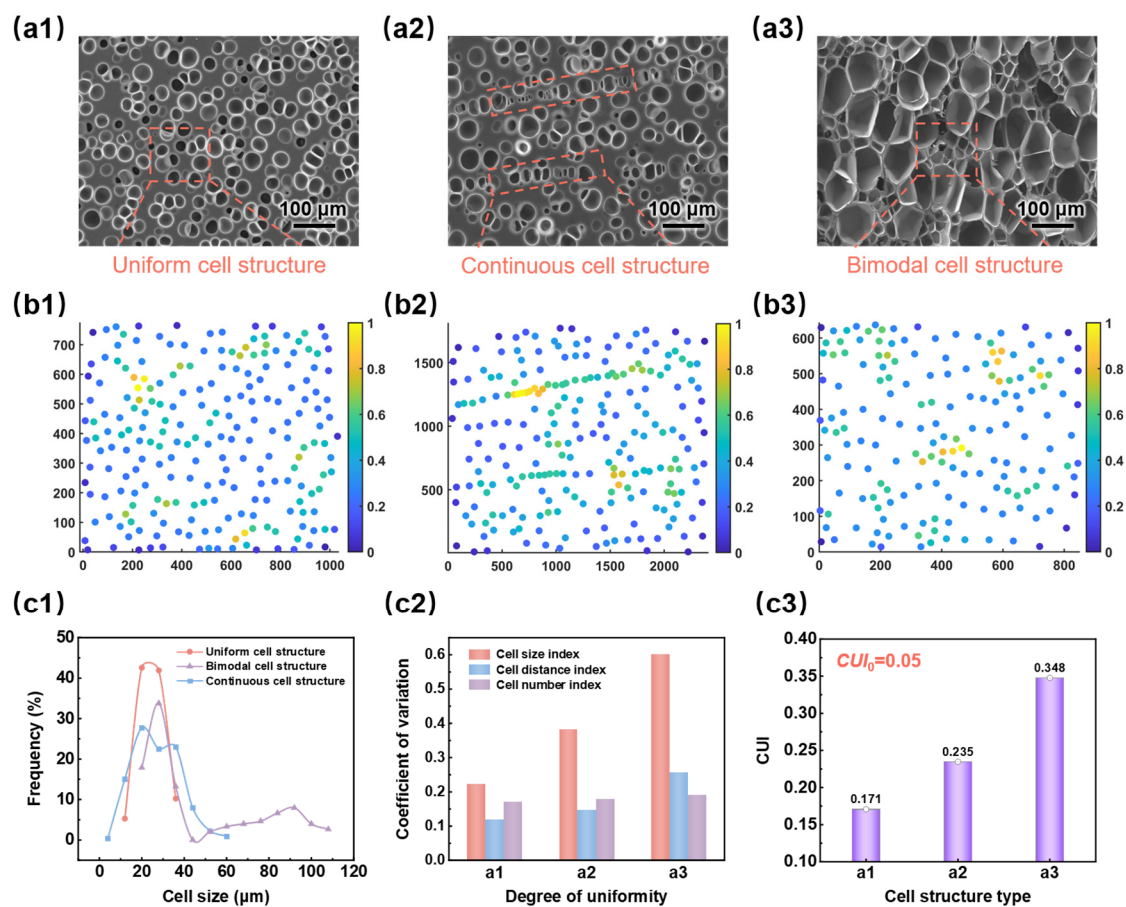 (a1)
(a2)
(a3)
100 μm
100 μm
100 μm
Uniform cell structure
Continuous cell structure
Bimodal cell structure
(b1)
(b2)
(b3)
700
600
500
400
300
200
100
0
0
200
400
600
800
1000
1
0.8
0.6
0.4
0.2
0
1500
1000
500
0
500
1000
1500
2000
1
0.8
0.6
0.4
0.2
0
600
500
400
300
200
100
0
0
200
400
600
800
1
0.8
0.6
0.4
0.2
0
(c1)
(c2)
(c3)
Frequency (%)
50
40
30
20
10
0
Uniform cell structure
Bimodal cell structure
Continuous cell structure
0
20
40
60
80
100
120
Cell size (μm)
Coefficient of variation
0.6
0.5
0.4
0.3
0.2
0.1
0.0
Cell size index
Cell distance index
Cell number index
a1
a2
a3
Degree of uniformity
CUI
0.40
0.35
0.30
0.25
0.20
0.15
0.10
CUI₀=0.05
0.171
0.235
0.348
a1
a2
a3
Cell structure type